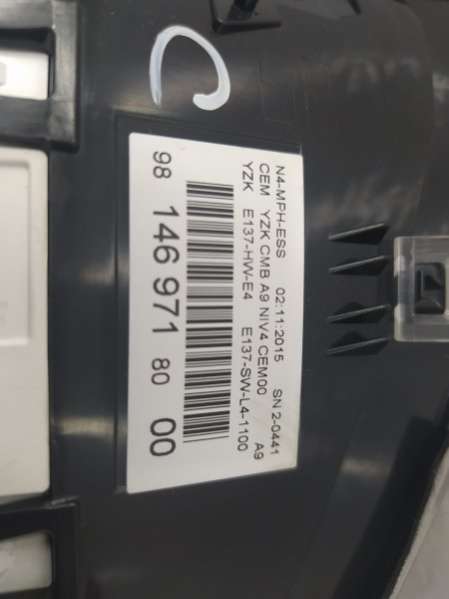 C
N4-MPH-ESS 02:11:2015 SN 2-0441
CEM YZK CMB A9 NIV4 CEM00 A9
YZK E137-HW-E4 E137-SW-L4-1100
98 146 971 80 00